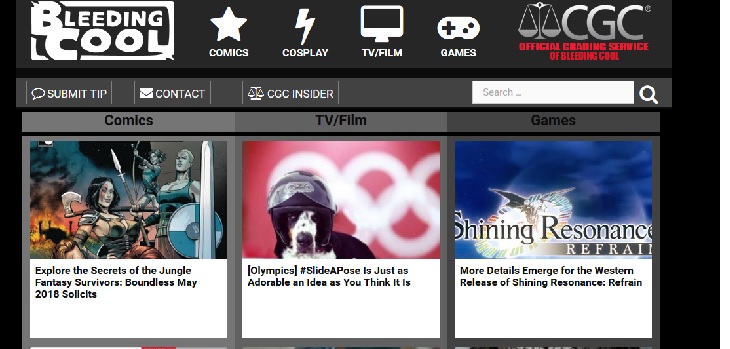 BLEEDING
COOL
COMICS
COSPLAY
TV/FILM
GAMES
CGC®
OFFICIAL GRADING SERVICE
OF BLEEDING COOL
SUBMIT TIP
CONTACT
CGC INSIDER
Search ...
Comics
TV/Film
Games
Shining Resonance
REFRAIN
Explore the Secrets of the Jungle
Fantasy Survivors: Boundless May
2018 Solicits
[Olympics] #SlideAPose Is Just as
Adorable an Idea as You Think It Is
More Details Emerge for the Western
Release of Shining Resonance: Refrain